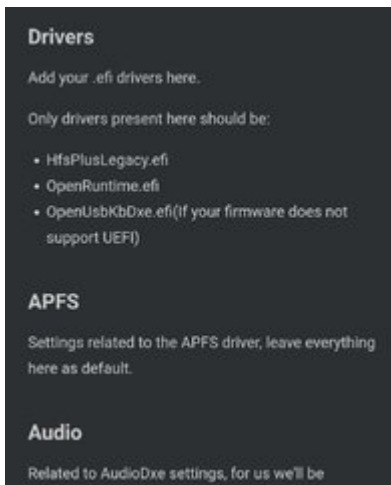 Drivers
Add your .efi drivers here.
Only drivers present here should be:
• HfsPlusLegacy.efi
• OpenRuntime.efi
• OpenUsbKbDxe.efi(If your firmware does not
support UEFI)
APFS
Settings related to the APFS driver, leave everything
here as default.
Audio
Related to AudioDxe settings, for us we'll be